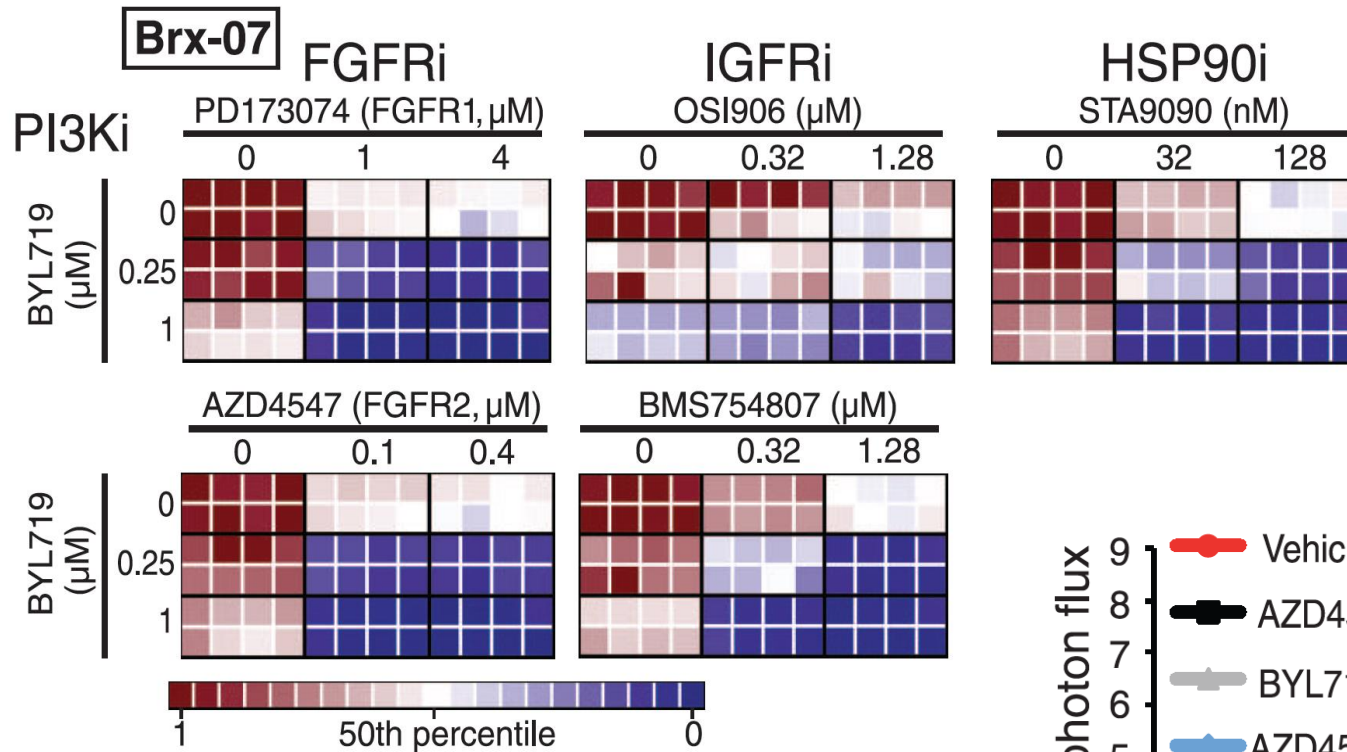 Brx-07
FGFRi
IGFRi
HSP90i
PI3Ki
PD173074 (FGFR1, µM)
OSI906 (µM)
STA9090 (nM)
0 1 4
0 0.32 1.28
0 32 128
BYL719
(µM)
0
0.25
1
AZD4547 (FGFR2, µM)
BMS754807 (µM)
0 0.1 0.4
0 0.32 1.28
BYL719
(µM)
0
0.25
1
1 50th percentile 0
photon flux
9
8
7
6
5
Vehic
AZD4
BYL71
AZD45